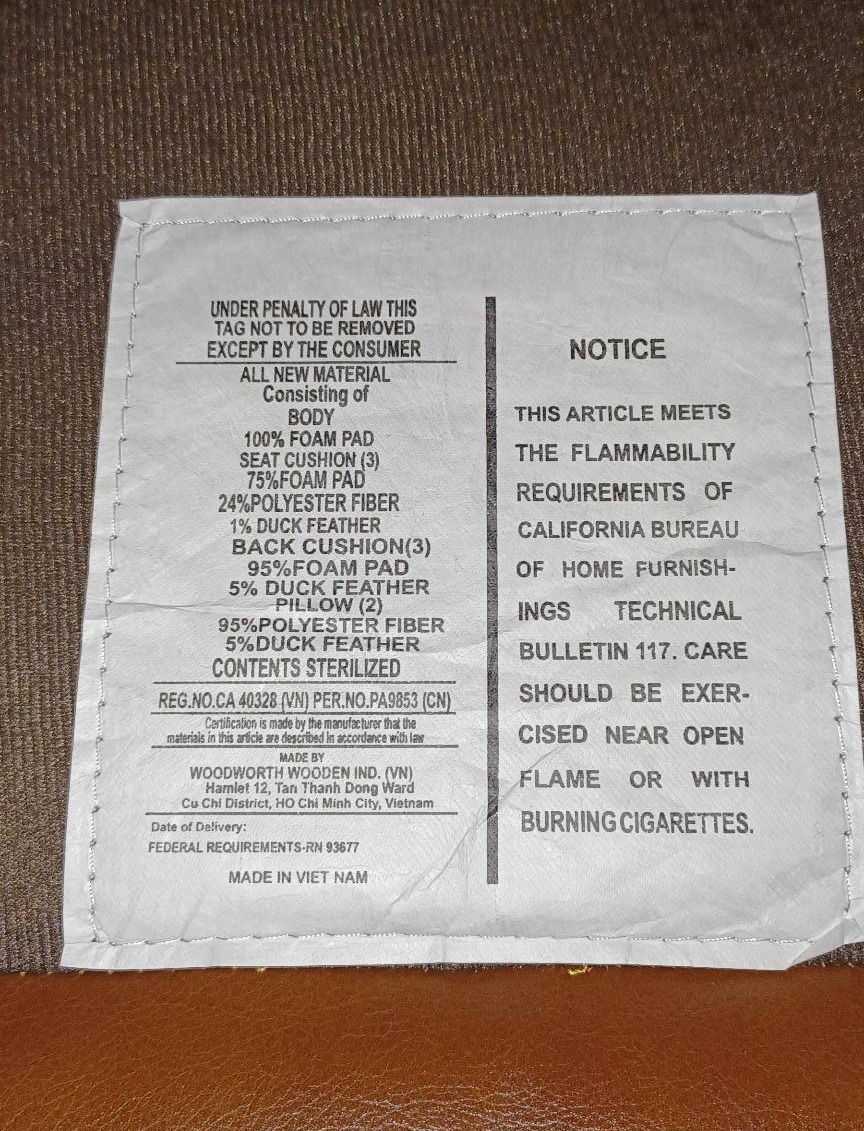 UNDER PENALTY OF LAW THIS
TAG NOT TO BE REMOVED
EXCEPT BY THE CONSUMER
ALL NEW MATERIAL
Consisting of
BODY
100% FOAM PAD
SEAT CUSHION (3)
75%FOAM PAD
24%POLYESTER FIBER
1% DUCK FEATHER
BACK CUSHION(3)
95%FOAM PAD
5% DUCK FEATHER
PILLOW (2)
95%POLYESTER FIBER
5%DUCK FEATHER
CONTENTS STERILIZED
REG.NO.CA 40328 (VN) PER.NO.PA9853 (CN)
Certification is made by the manufacturer that the
materials in this article are described in accordance with law
MADE BY
WOODWORTH WOODEN IND. (VN)
Hamlet 12, Tan Thanh Dong Ward
Cu Chi District, HO Chi Minh City, Vietnam
Date of Delivery:
FEDERAL REQUIREMENTS-RN 93677
MADE IN VIET NAM
NOTICE
THIS ARTICLE MEETS
THE FLAMMABILITY
REQUIREMENTS OF
CALIFORNIA BUREAU
OF HOME FURNISH-
INGS TECHNICAL
BULLETIN 117. CARE
SHOULD BE EXER-
CISED NEAR OPEN
FLAME OR WITH
BURNING CIGARETTES.